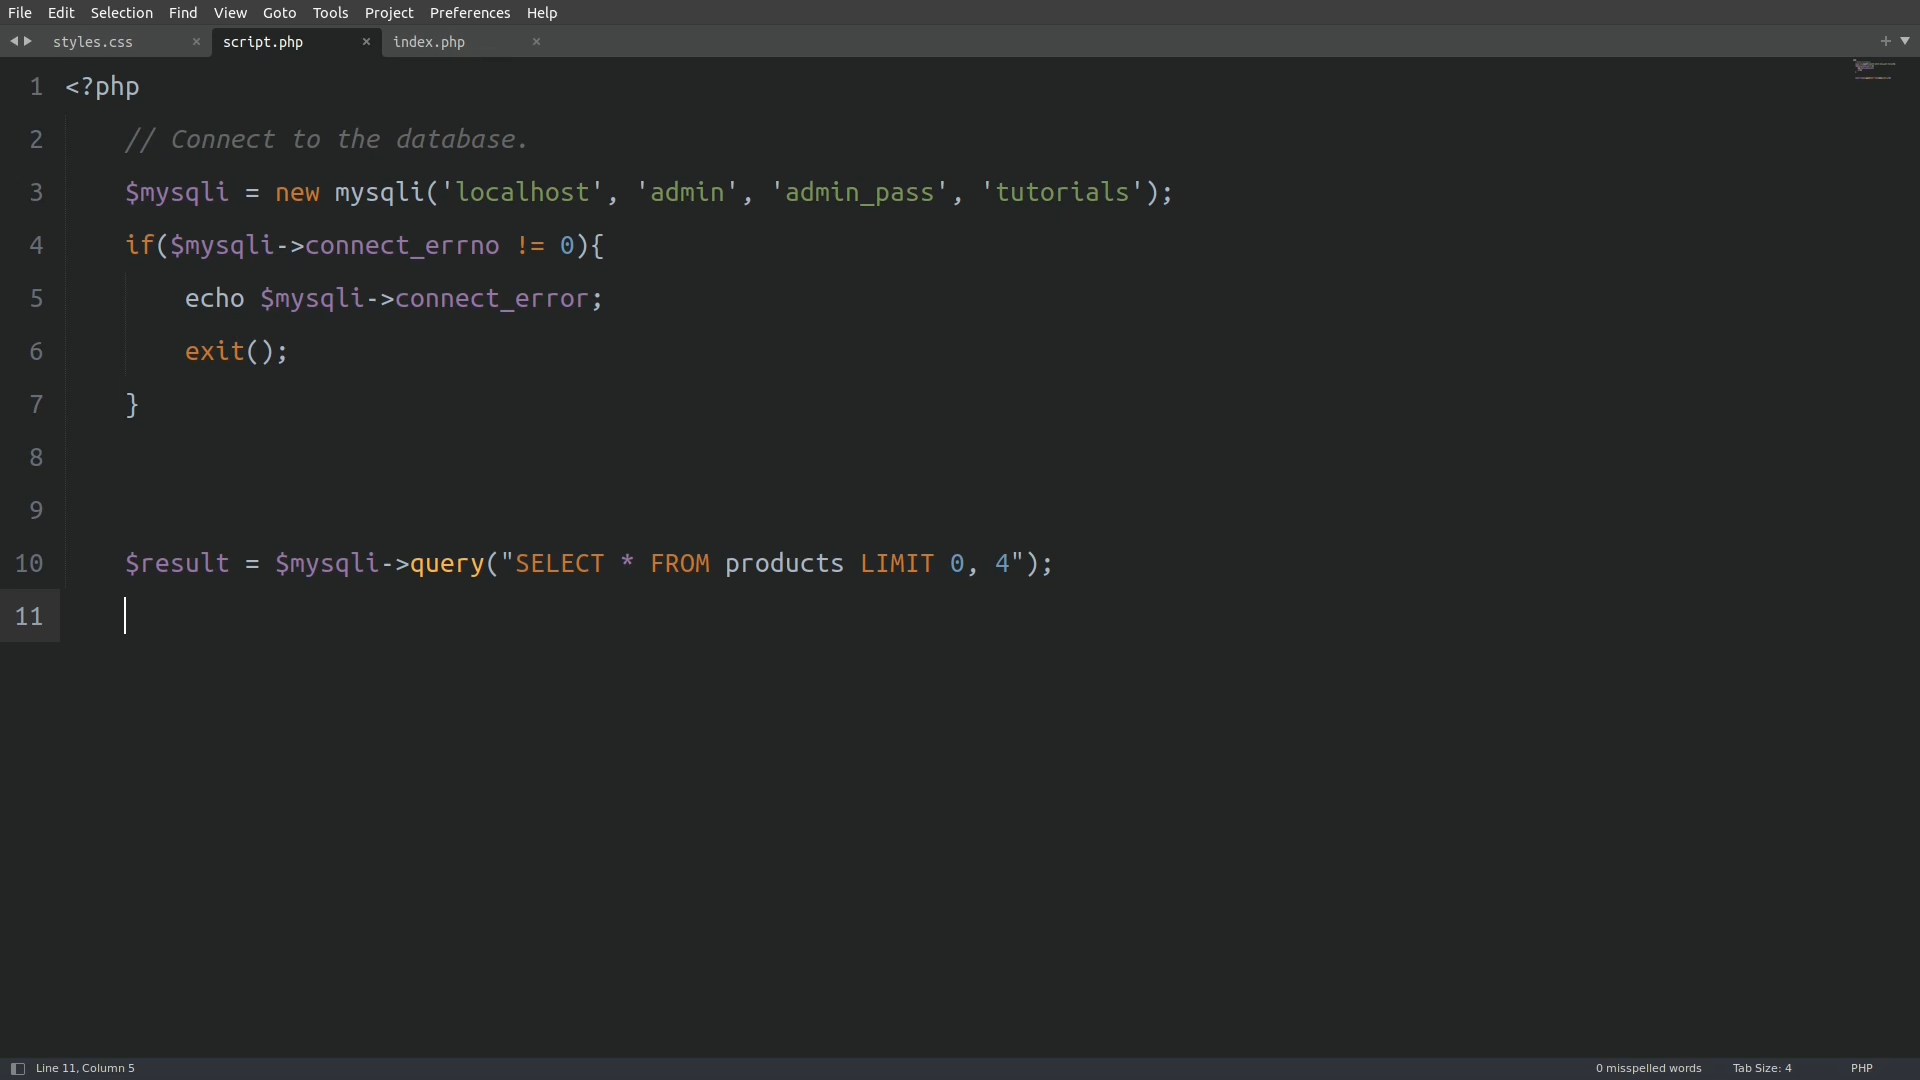 File Edit Selection Find View Goto Tools Project Preferences Help
styles.css × script.php × index.php ×
1 <?php
2 // Connect to the database.
3 $mysqli = new mysqli('localhost', 'admin', 'admin_pass', 'tutorials');
4 if($mysqli->connect_errno != 0){
5 echo $mysqli->connect_error;
6 exit();
7 }
8
9
10 $result = $mysqli->query("SELECT * FROM products LIMIT 0, 4");
11
Line 11, Column 5 0 misspelled words Tab Size: 4 PHP